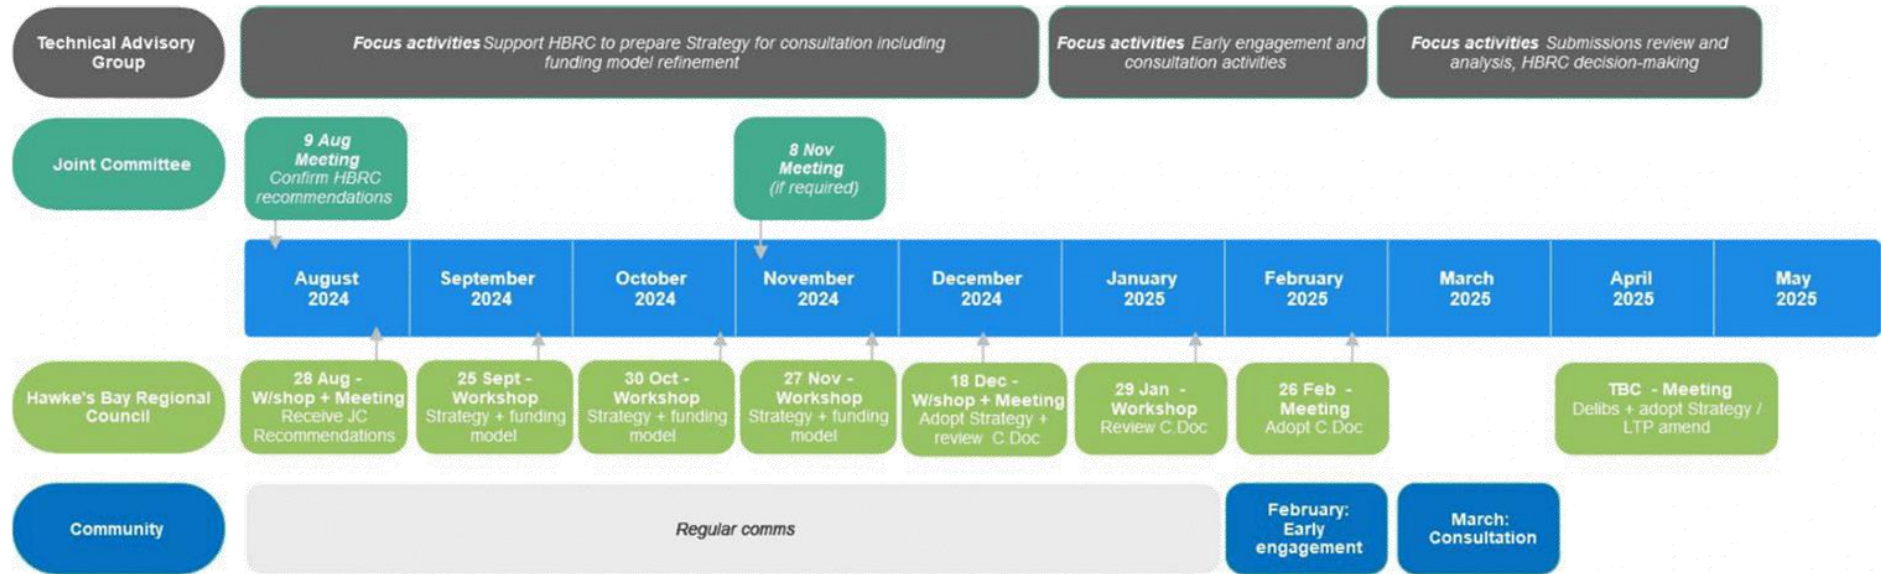 Technical Advisory
Group
Focus activities Support HBRC to prepare Strategy for consultation including
funding model refinement
Focus activities Early engagement and
consultation activities
Focus activities Submissions review and
analysis, HBRC decision-making
Joint Committee
9 Aug
Meeting
Confirm HBRC
recommendations
8 Nov
Meeting
(if required)
August
2024
September
2024
October
2024
November
2024
December
2024
January
2025
February
2025
March
2025
April
2025
May
2025
Hawke's Bay Regional
Council
28 Aug -
W/shop + Meeting
Receive JC
Recommendations
25 Sept -
Workshop
Strategy + funding
model
30 Oct -
Workshop
Strategy + funding
model
27 Nov -
Workshop
Strategy + funding
model
18 Dec -
W/shop + Meeting
Adopt Strategy +
review C.Doc
29 Jan -
Workshop
Review C.Doc
26 Feb -
Meeting
Adopt C.Doc
TBC - Meeting
Delibs + adopt Strategy /
LTP amend
Community
Regular comms
February:
Early
engagement
March:
Consultation